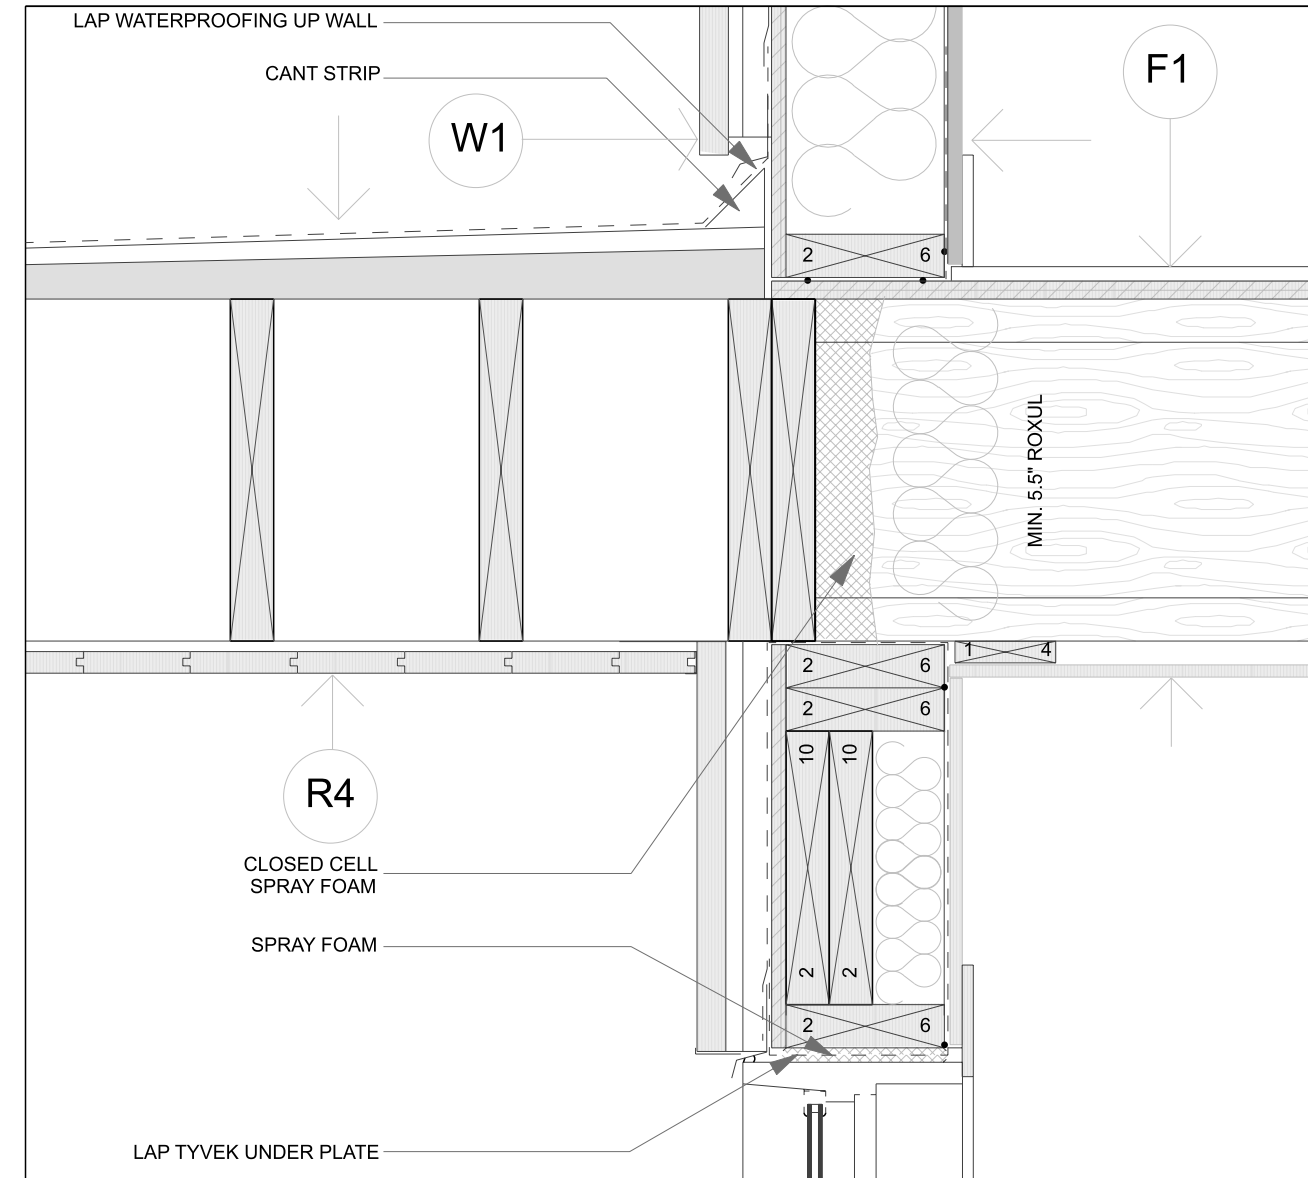 LAP WATERPROOFING UP WALL
CANT STRIP
W1
F1
2 6
MIN. 5.5" ROXUL
2 6
1 4
2 6
10 10
2 2
2 6
R4
CLOSED CELL
SPRAY FOAM
SPRAY FOAM
LAP TYVEK UNDER PLATE